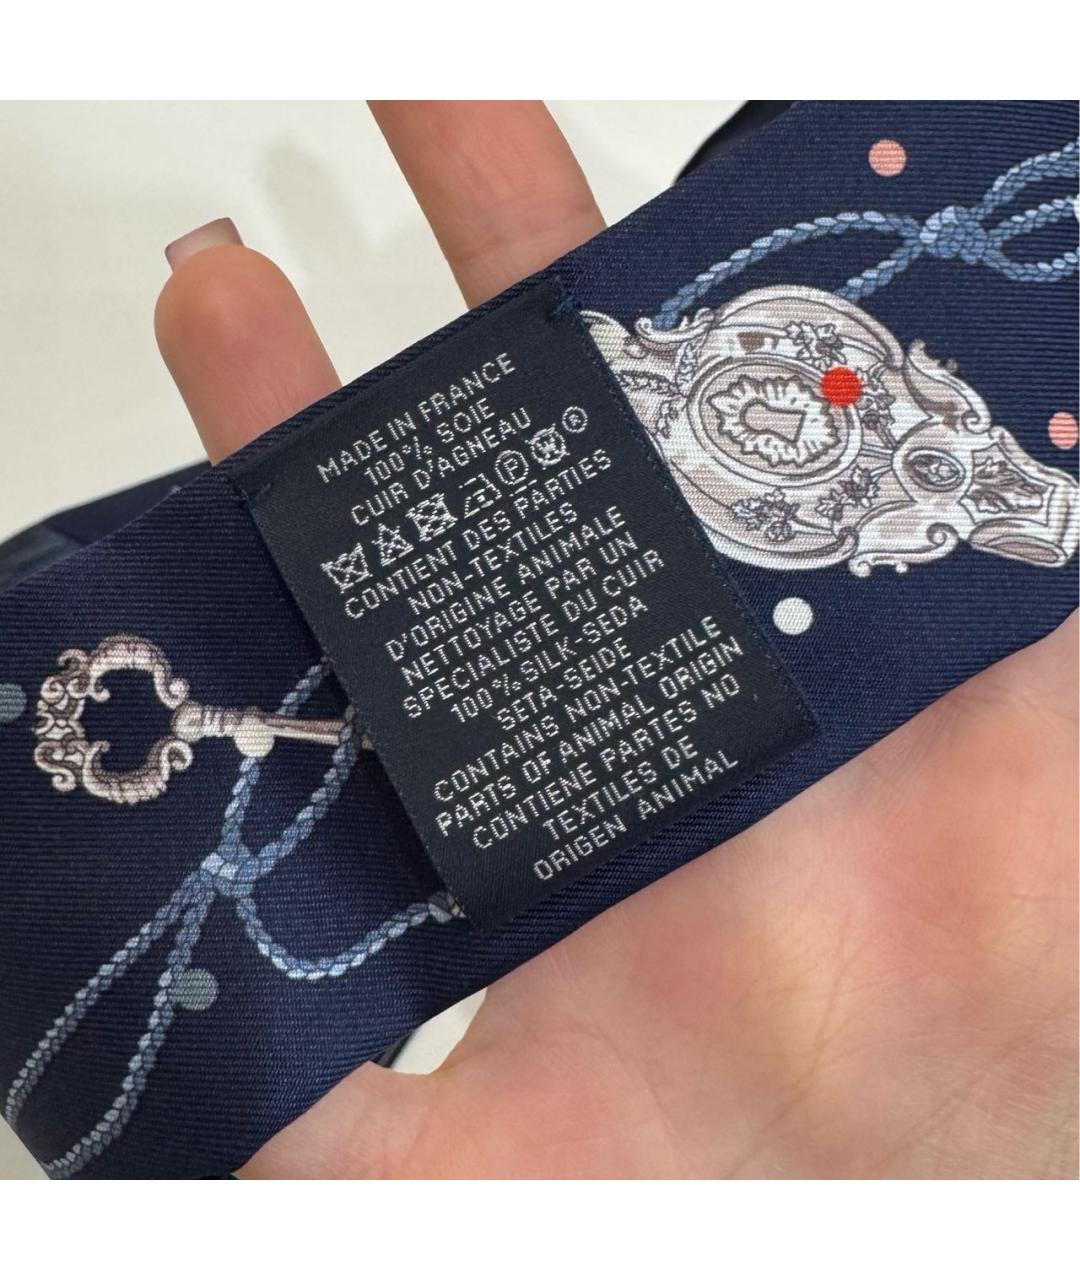 MADE IN FRANCE
100% SOIE
CUIR D'AGNEAU
P W ®
CONTIENT DES PARTIES
NON-TEXTILES
D'ORIGINE ANIMALE
NETTOYAGE PAR UN
SPECIALISTE DU CUIR
100% SILK-SEDA
SETA-SEIDE
CONTAINS NON-TEXTILE
PARTS OF ANIMAL ORIGIN
CONTIENE PARTES NO
TEXTILES DE
ORIGEN ANIMAL